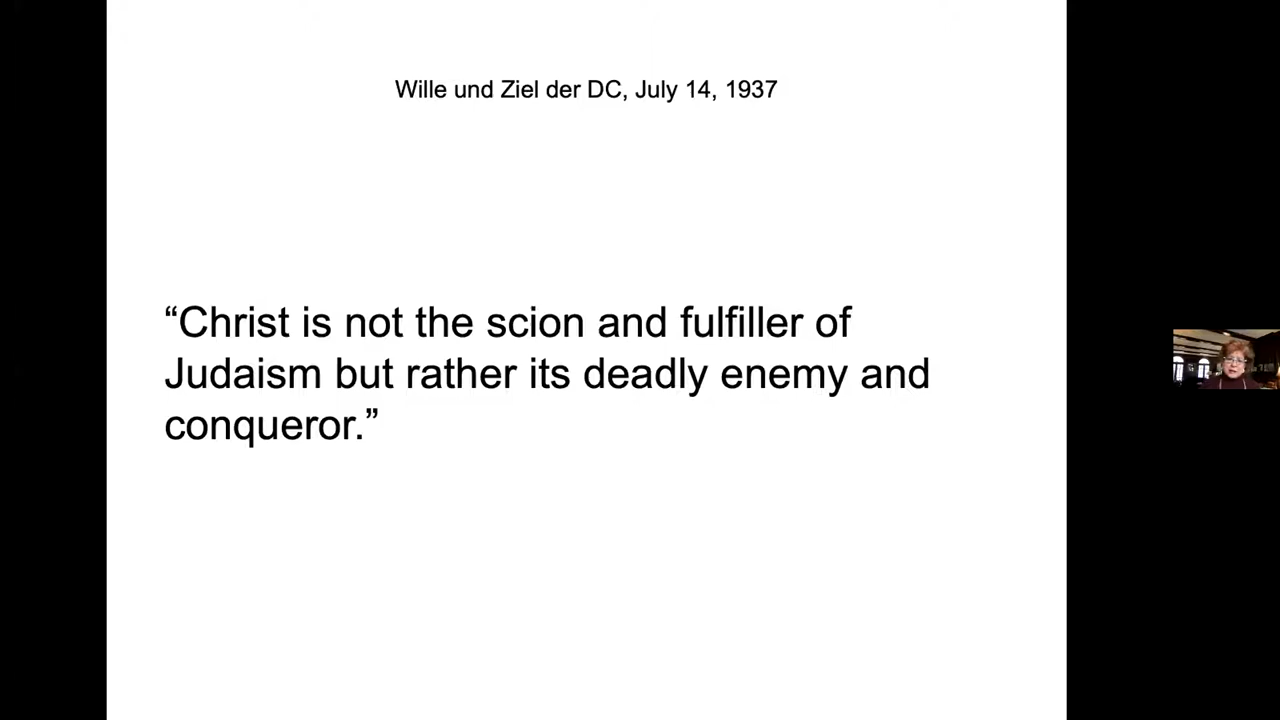 Wille und Ziel der DC, July 14, 1937
“Christ is not the scion and fulfiller of
Judaism but rather its deadly enemy and
conqueror.”